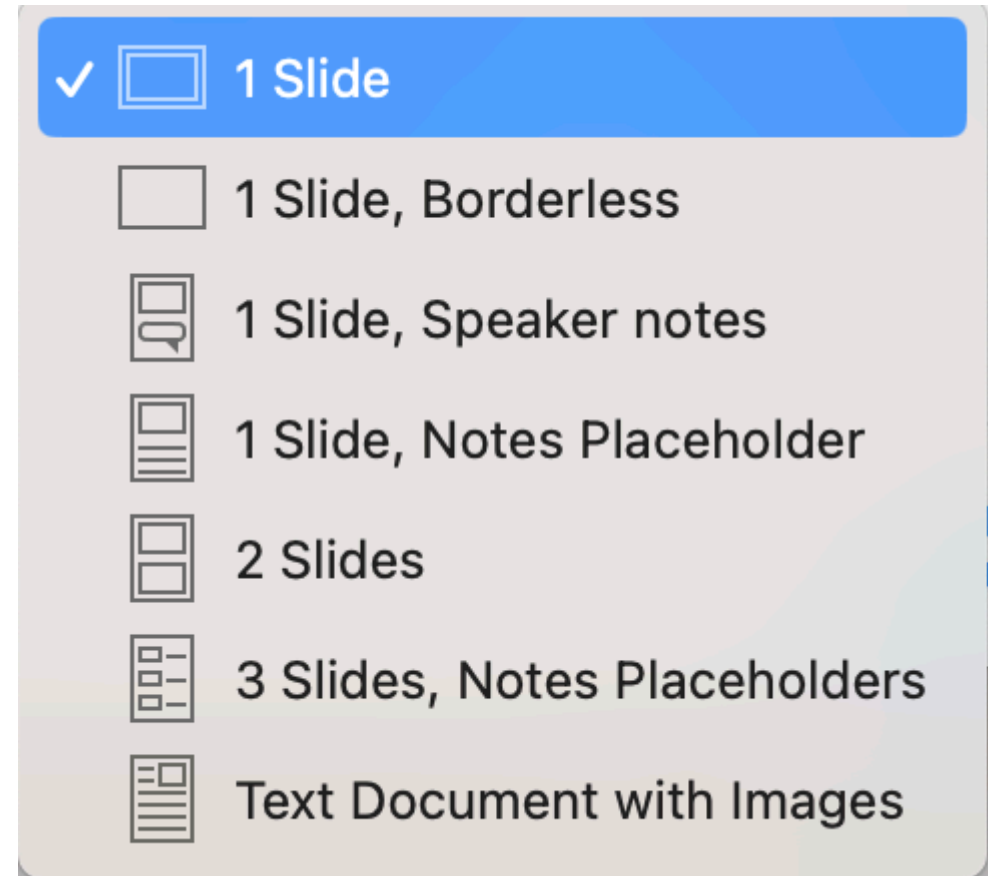 1 Slide
1 Slide, Borderless
1 Slide, Speaker notes
1 Slide, Notes Placeholder
2 Slides
3 Slides, Notes Placeholders
Text Document with Images